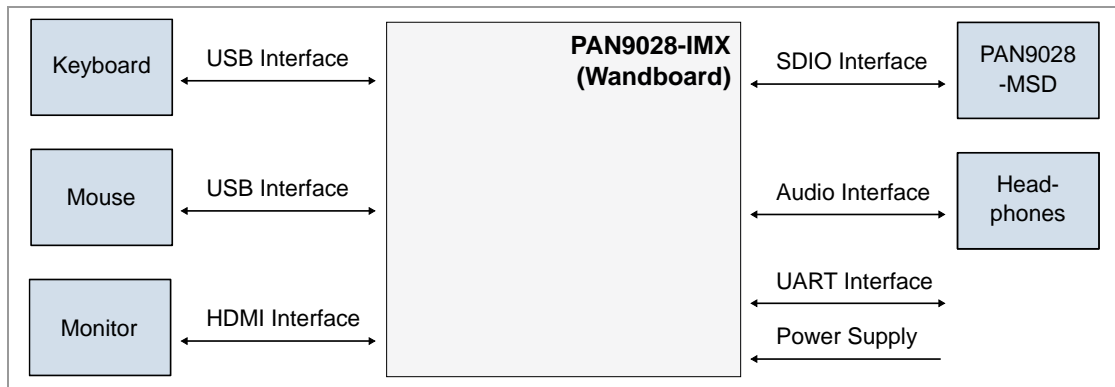 Keyboard
USB Interface
PAN9028-IMX
(Wandboard)
SDIO Interface
PAN9028
-MSD
Mouse
USB Interface
Audio Interface
Head-
phones
Monitor
HDMI Interface
UART Interface
Power Supply